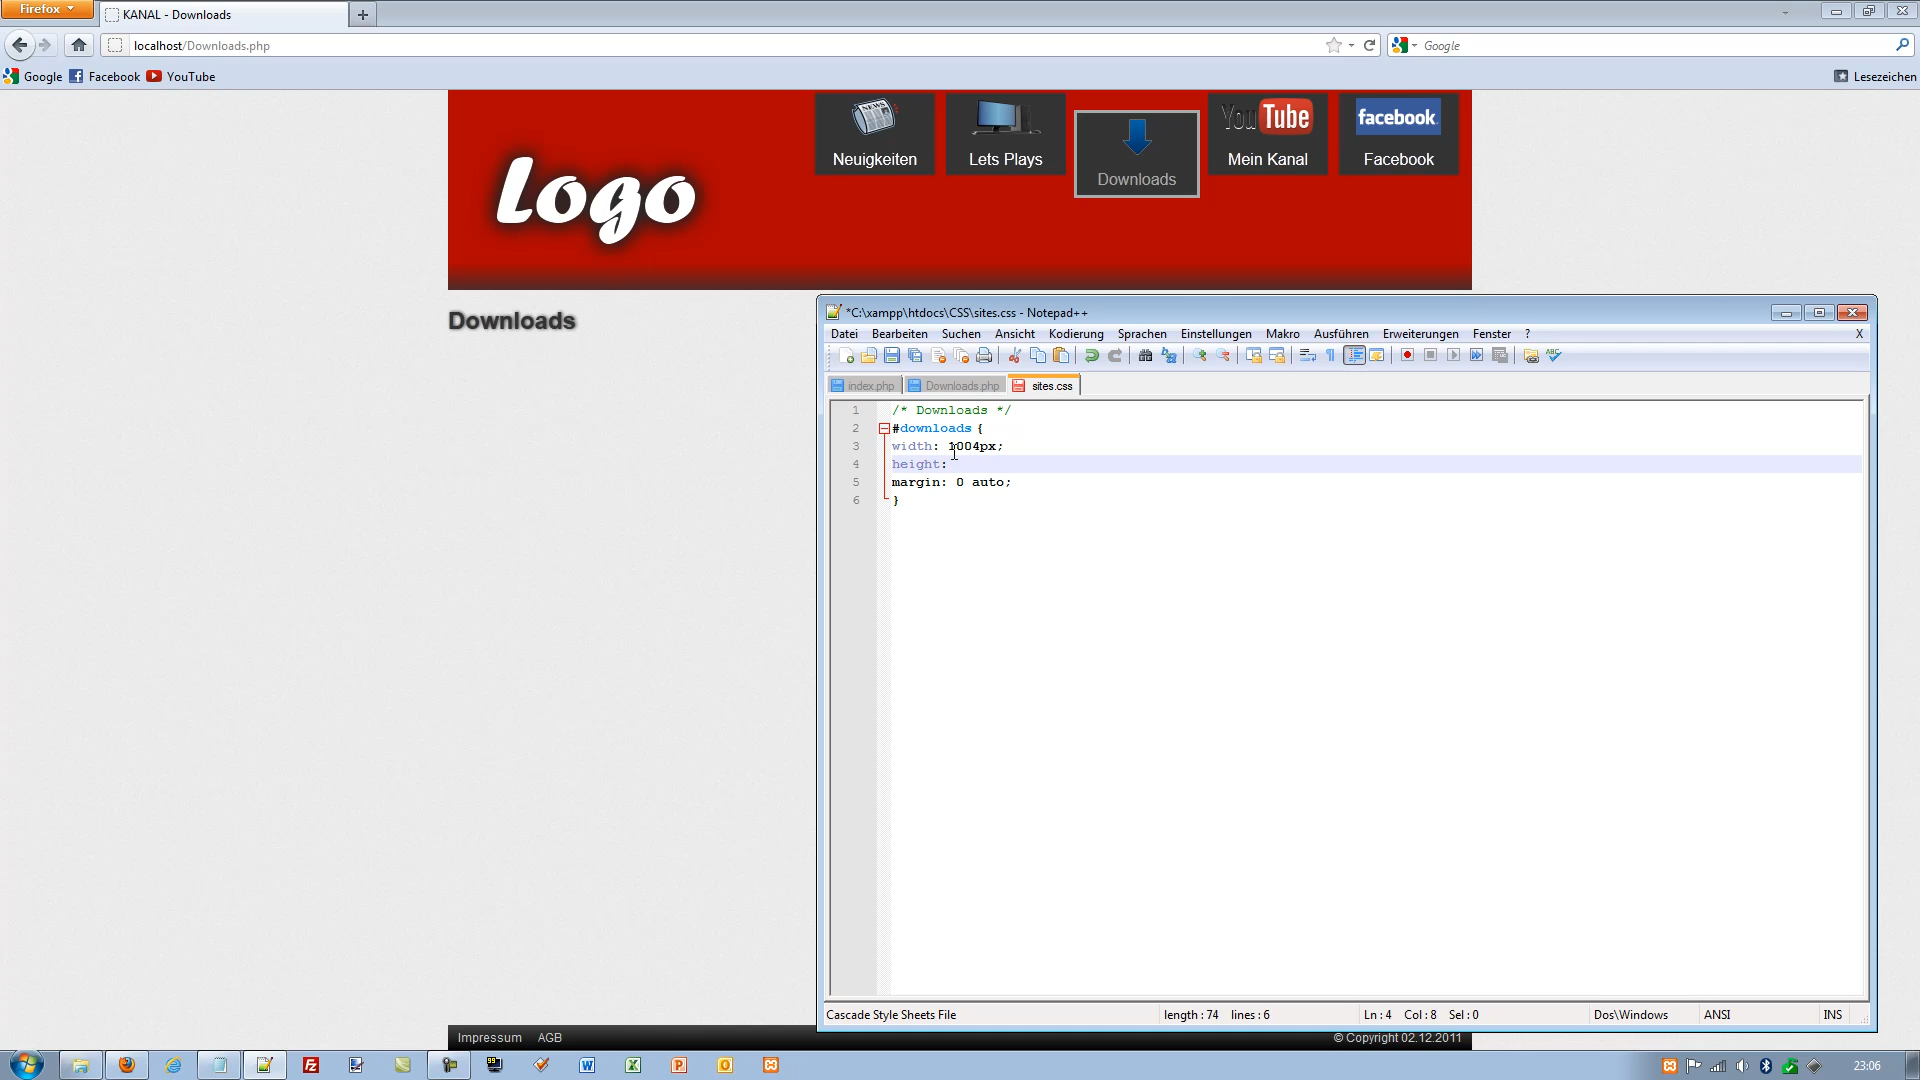 Firefox
KANAL - Downloads
localhost/Downloads.php
Google
Google
Facebook
YouTube
Lesezeichen
Logo
NEWS
Neuigkeiten
Lets Plays
Downloads
YouTube
Mein Kanal
facebook
Facebook
Downloads
*C:\xampp\htdocs\CSS\sites.css - Notepad++
Datei Bearbeiten Suchen Ansicht Kodierung Sprachen Einstellungen Makro Ausführen Erweiterungen Fenster ? X
index.php Downloads.php sites.css
1 /* Downloads */
2 #downloads {
3 width: 1004px;
4 height:
5 margin: 0 auto;
6 }
Cascade Style Sheets File length : 74 lines : 6 Ln : 4 Col : 8 Sel : 0 Dos\Windows ANSI INS
Impressum AGB © Copyright 02.12.2011
23:06